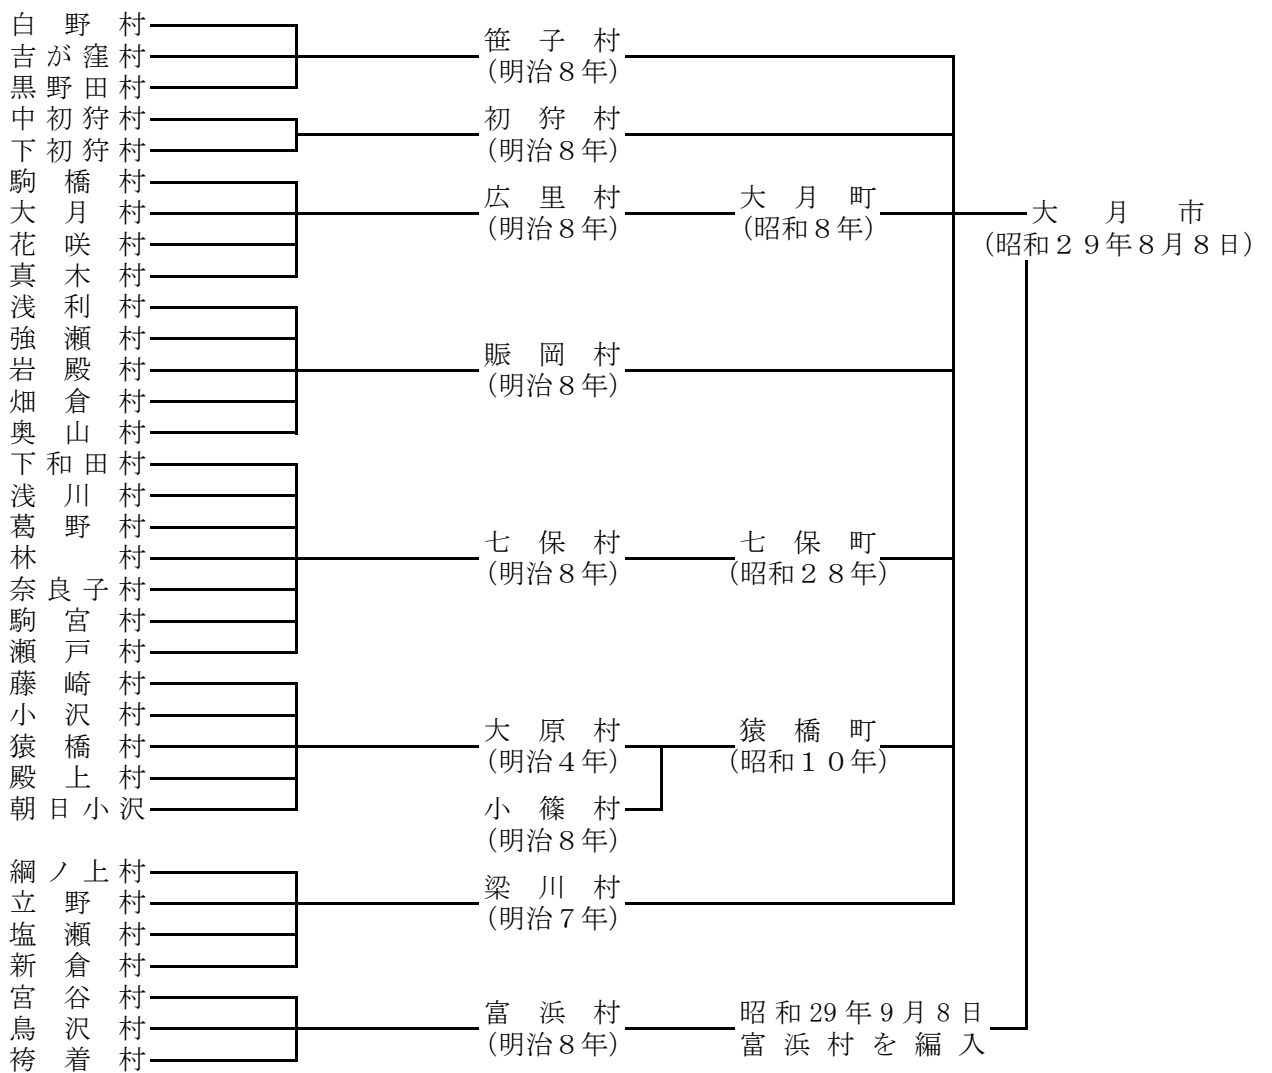 白野村
吉が窪村
黒野田村
中初狩村
下初狩村
駒橋村
大月村
花咲村
真木村
浅利村
強瀬村
岩殿村
畑倉村
奥山村
下和田村
浅川村
葛野村
林村
奈良子村
駒宮村
瀬戸村
藤崎村
小沢村
猿橋村
殿上村
朝日小沢
綱ノ上村
立野村
塩瀬村
新倉村
宮谷村
鳥沢村
袴着村
笹子村
(明治8年)
初狩村
(明治8年)
広里村
(明治8年)
賑岡村
(明治8年)
七保村
(明治8年)
大原村
(明治4年)
小篠村
(明治8年)
梁川村
(明治7年)
富浜村
(明治8年)
大月町
(昭和8年)
七保町
(昭和28年)
猿橋町
(昭和10年)
昭和29年9月8日
富浜村を編入
大月市
(昭和29年8月8日)